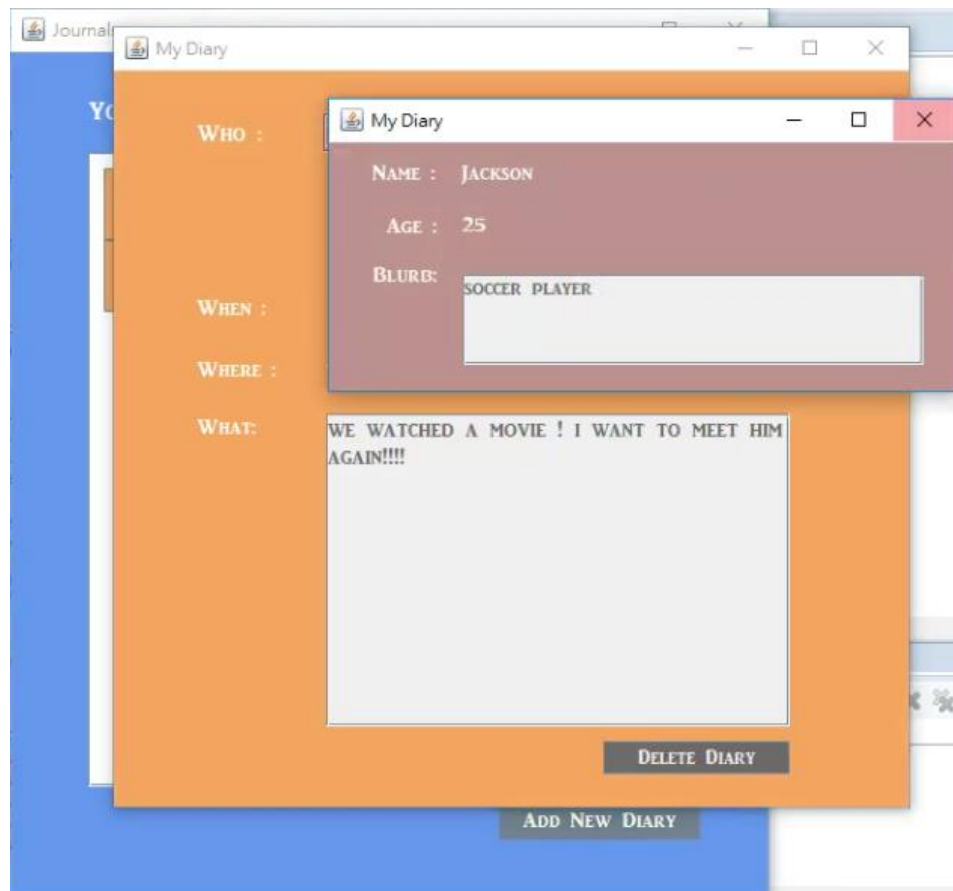 Journal
My Diary
Yo
Who :
My Diary
Name : Jackson
Age : 25
Blurb:
soccer player
When :
Where :
What:
we watched a movie ! i want to meet him
again!!!!
Delete Diary
Add New Diary